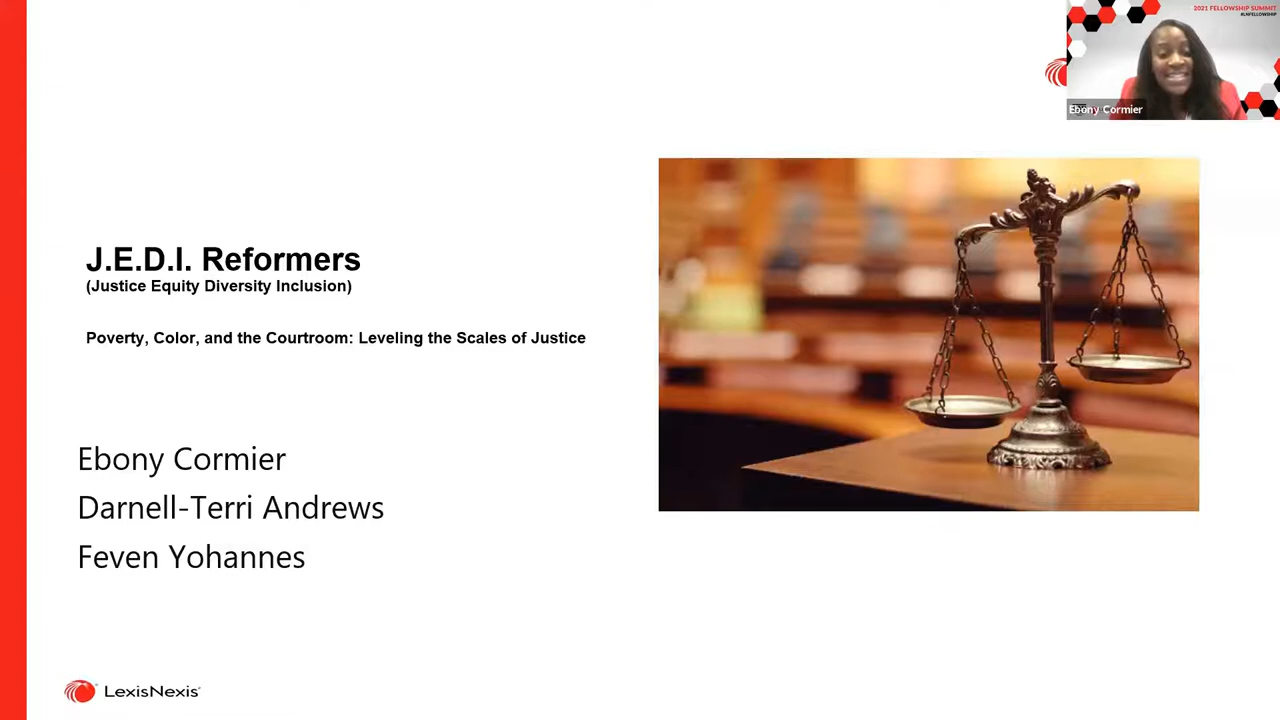 2021 FELLOWSHIP SUMMIT
#LNFELLOWSHIP
Ebony Cormier
J.E.D.I. Reformers
(Justice Equity Diversity Inclusion)
Poverty, Color, and the Courtroom: Leveling the Scales of Justice
Ebony Cormier
Darnell-Terri Andrews
Feven Yohannes
LexisNexis®